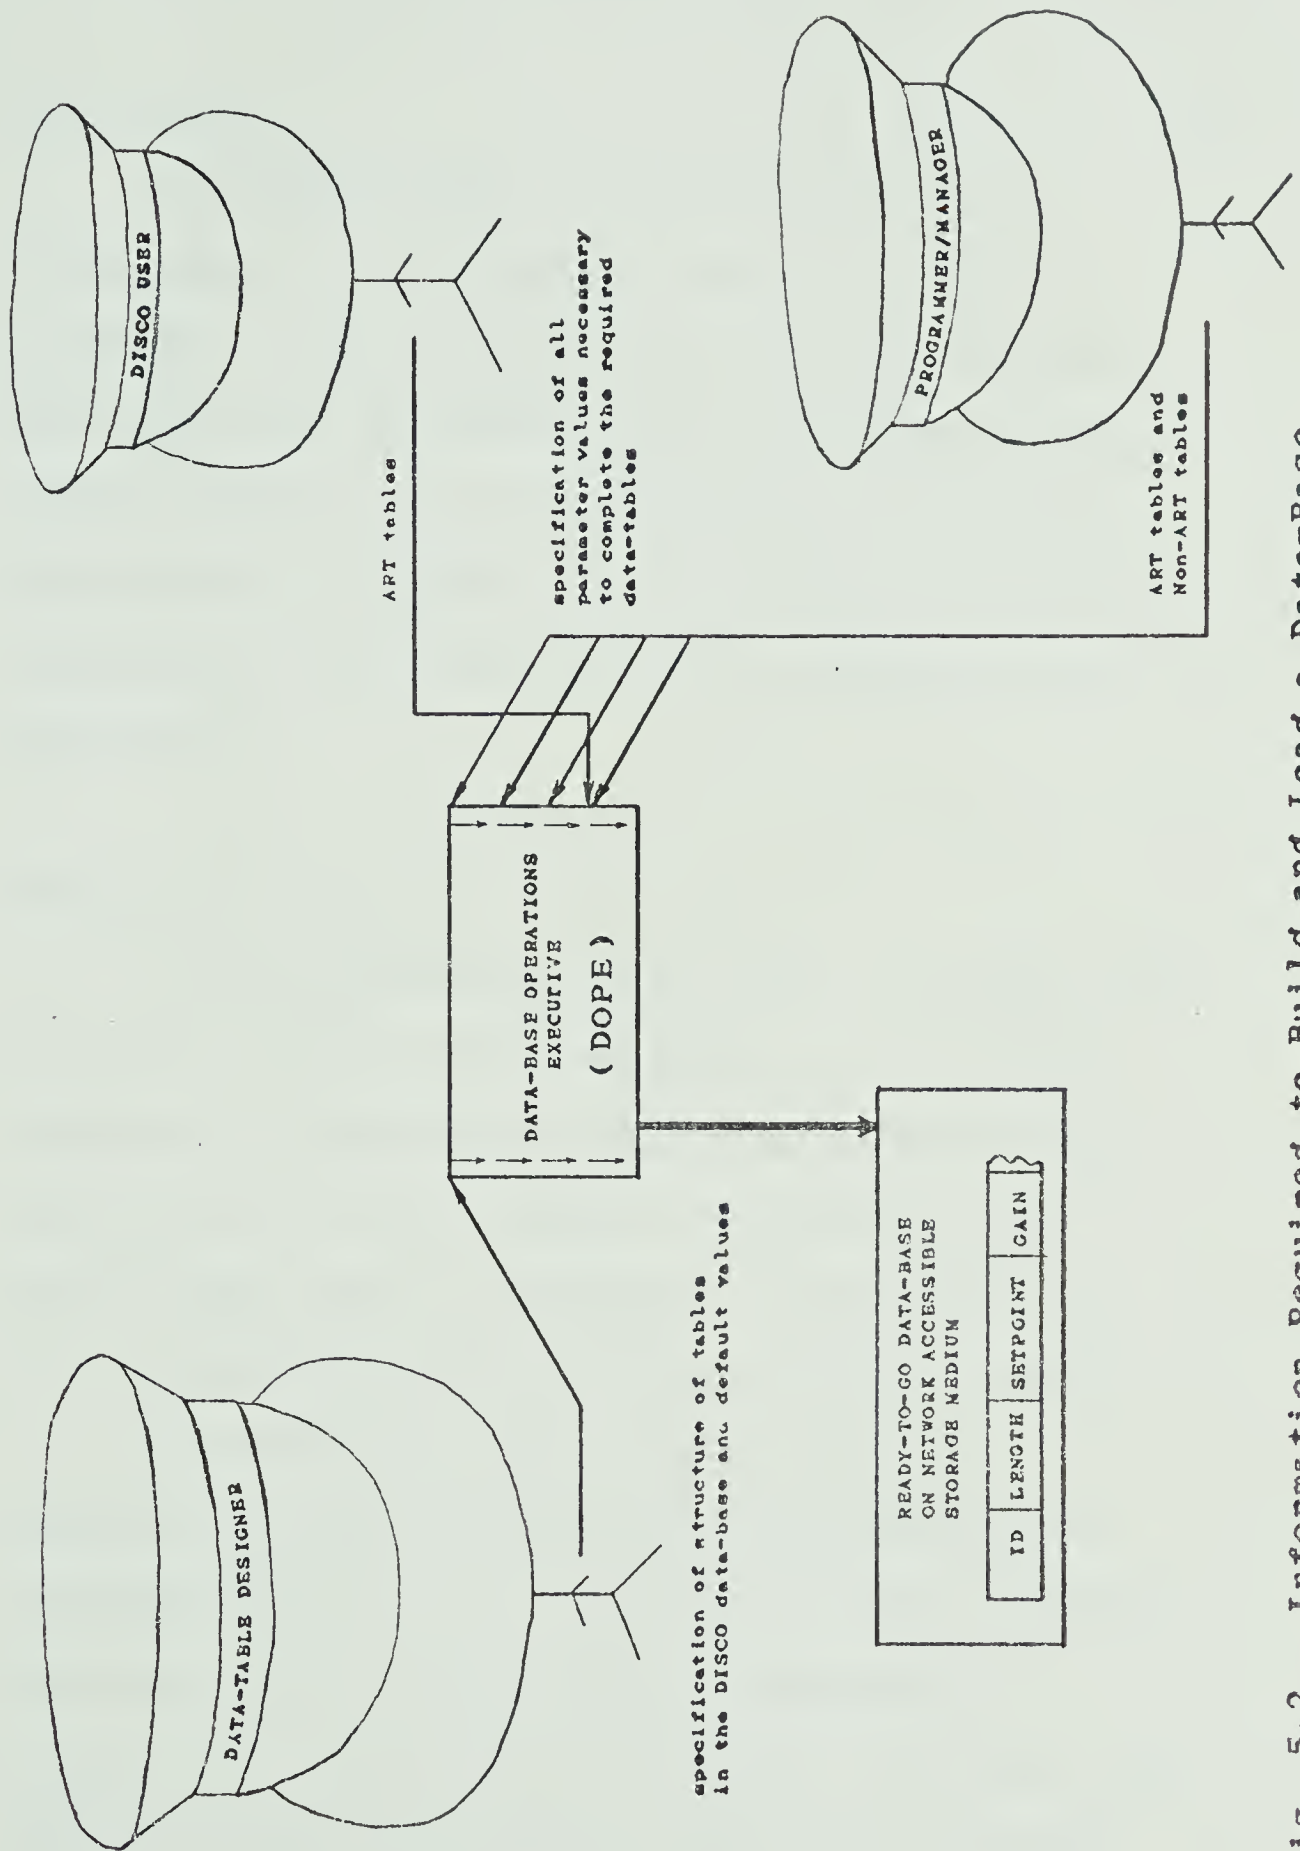 DATA-TABLE DESIGNER
DISCO USER
PROGRAMMER/MANAGER
ART tables
specification of all
parameter values necessary
to complete the required
data-tables
ART tables and
Non-ART tables
DATA-BASE OPERATIONS
EXECUTIVE
(DOPE)
specification of structure of tables
in the DISCO data-base and default values
READY-TO-GO DATA-BASE
ON NETWORK ACCESSIBLE
STORAGE MEDIUM
ID LENGTH SETPOINT GAIN
5.2 Information Required to Build and Load a Data-Base